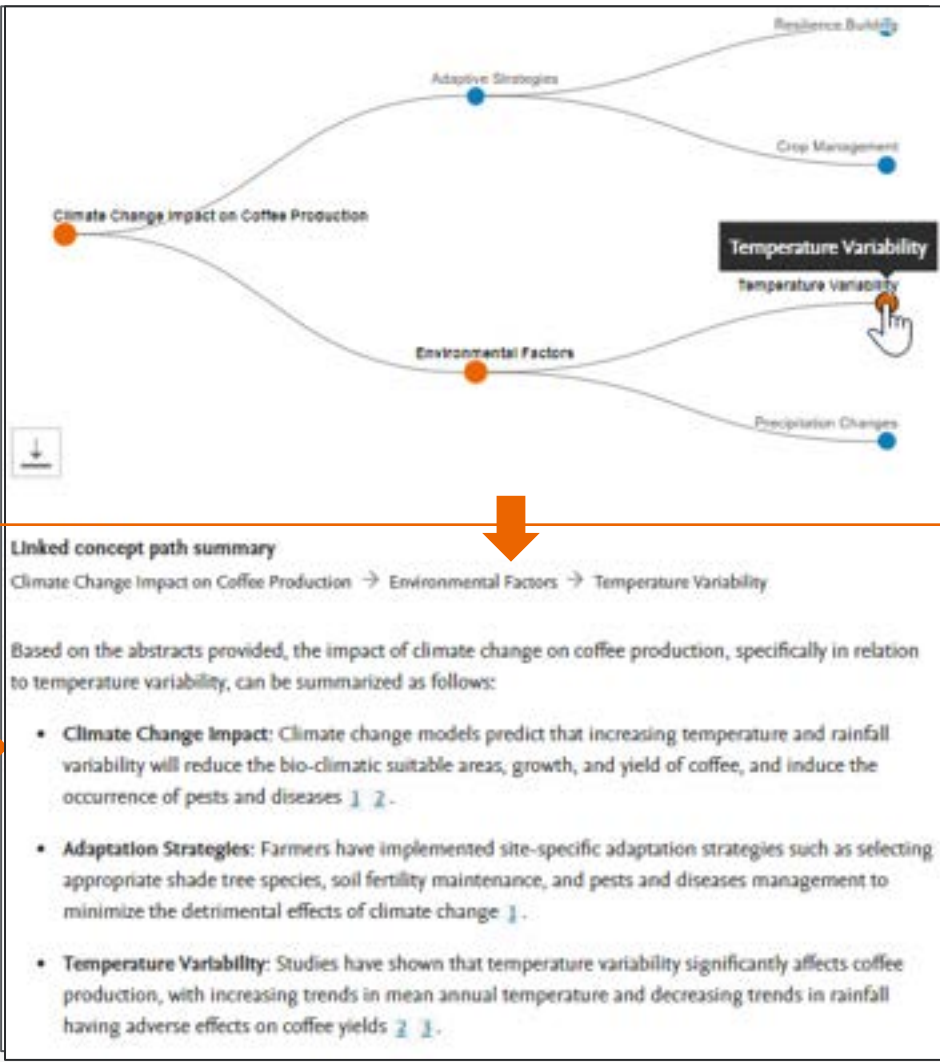 Resilience Building
Adaptive Strategies
Crop Management
Climate Change Impact on Coffee Production
Temperature Variability
Temperature Variability
Environmental Factors
Precipitation Changes
Linked concept path summary
Climate Change Impact on Coffee Production → Environmental Factors → Temperature Variability
Based on the abstracts provided, the impact of climate change on coffee production, specifically in relation
to temperature variability, can be summarized as follows:
• Climate Change Impact: Climate change models predict that increasing temperature and rainfall
variability will reduce the bio-climatic suitable areas, growth, and yield of coffee, and induce the
occurrence of pests and diseases 1 2 .
• Adaptation Strategies: Farmers have implemented site-specific adaptation strategies such as selecting
appropriate shade tree species, soil fertility maintenance, and pests and diseases management to
minimize the detrimental effects of climate change 1 .
• Temperature Variability: Studies have shown that temperature variability significantly affects coffee
production, with increasing trends in mean annual temperature and decreasing trends in rainfall
having adverse effects on coffee yields 2 3 .